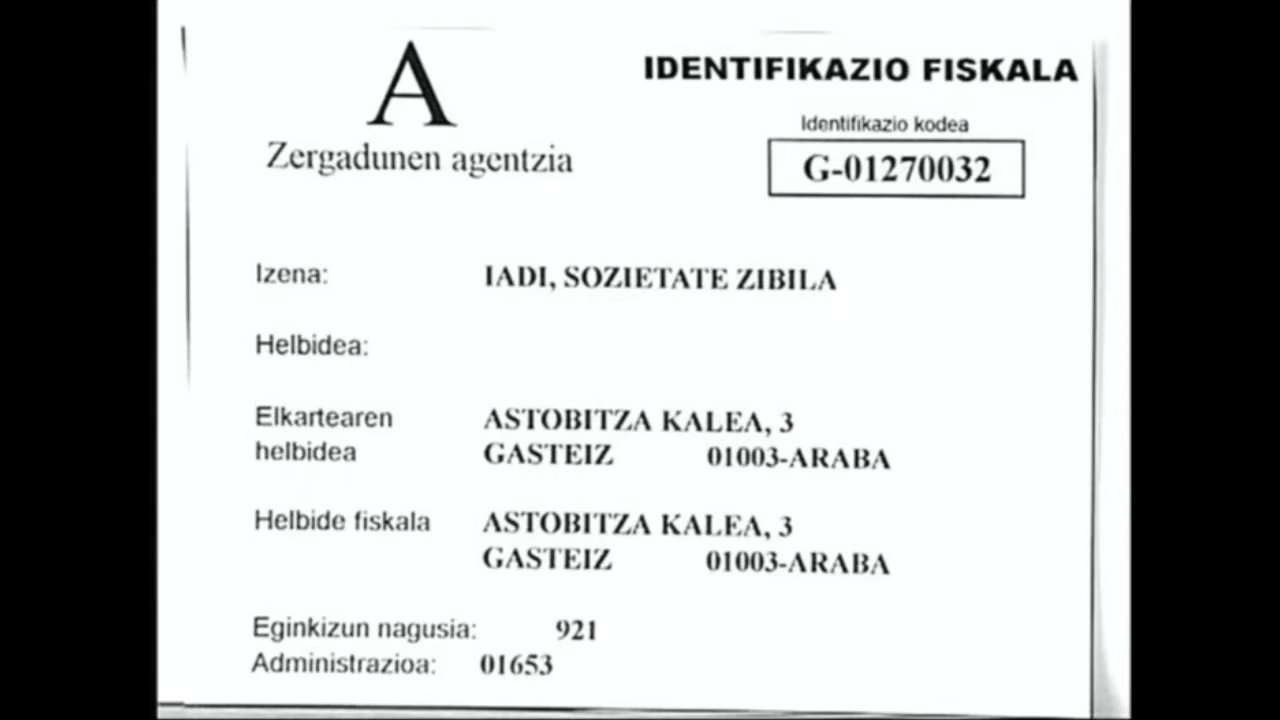 A
IDENTIFIKAZIO FISKALA
Zergadunen agentzia
Identifikazio kodea
G-01270032
Izena: IADI, SOZIETATE ZIBILA
Helbidea:
Elkartearen ASTOBITZA KALEA, 3
helbidea GASTEIZ 01003-ARABA
Helbide fiskala ASTOBITZA KALEA, 3
GASTEIZ 01003-ARABA
Eginkizun nagusia: 921
Administrazioa: 01653